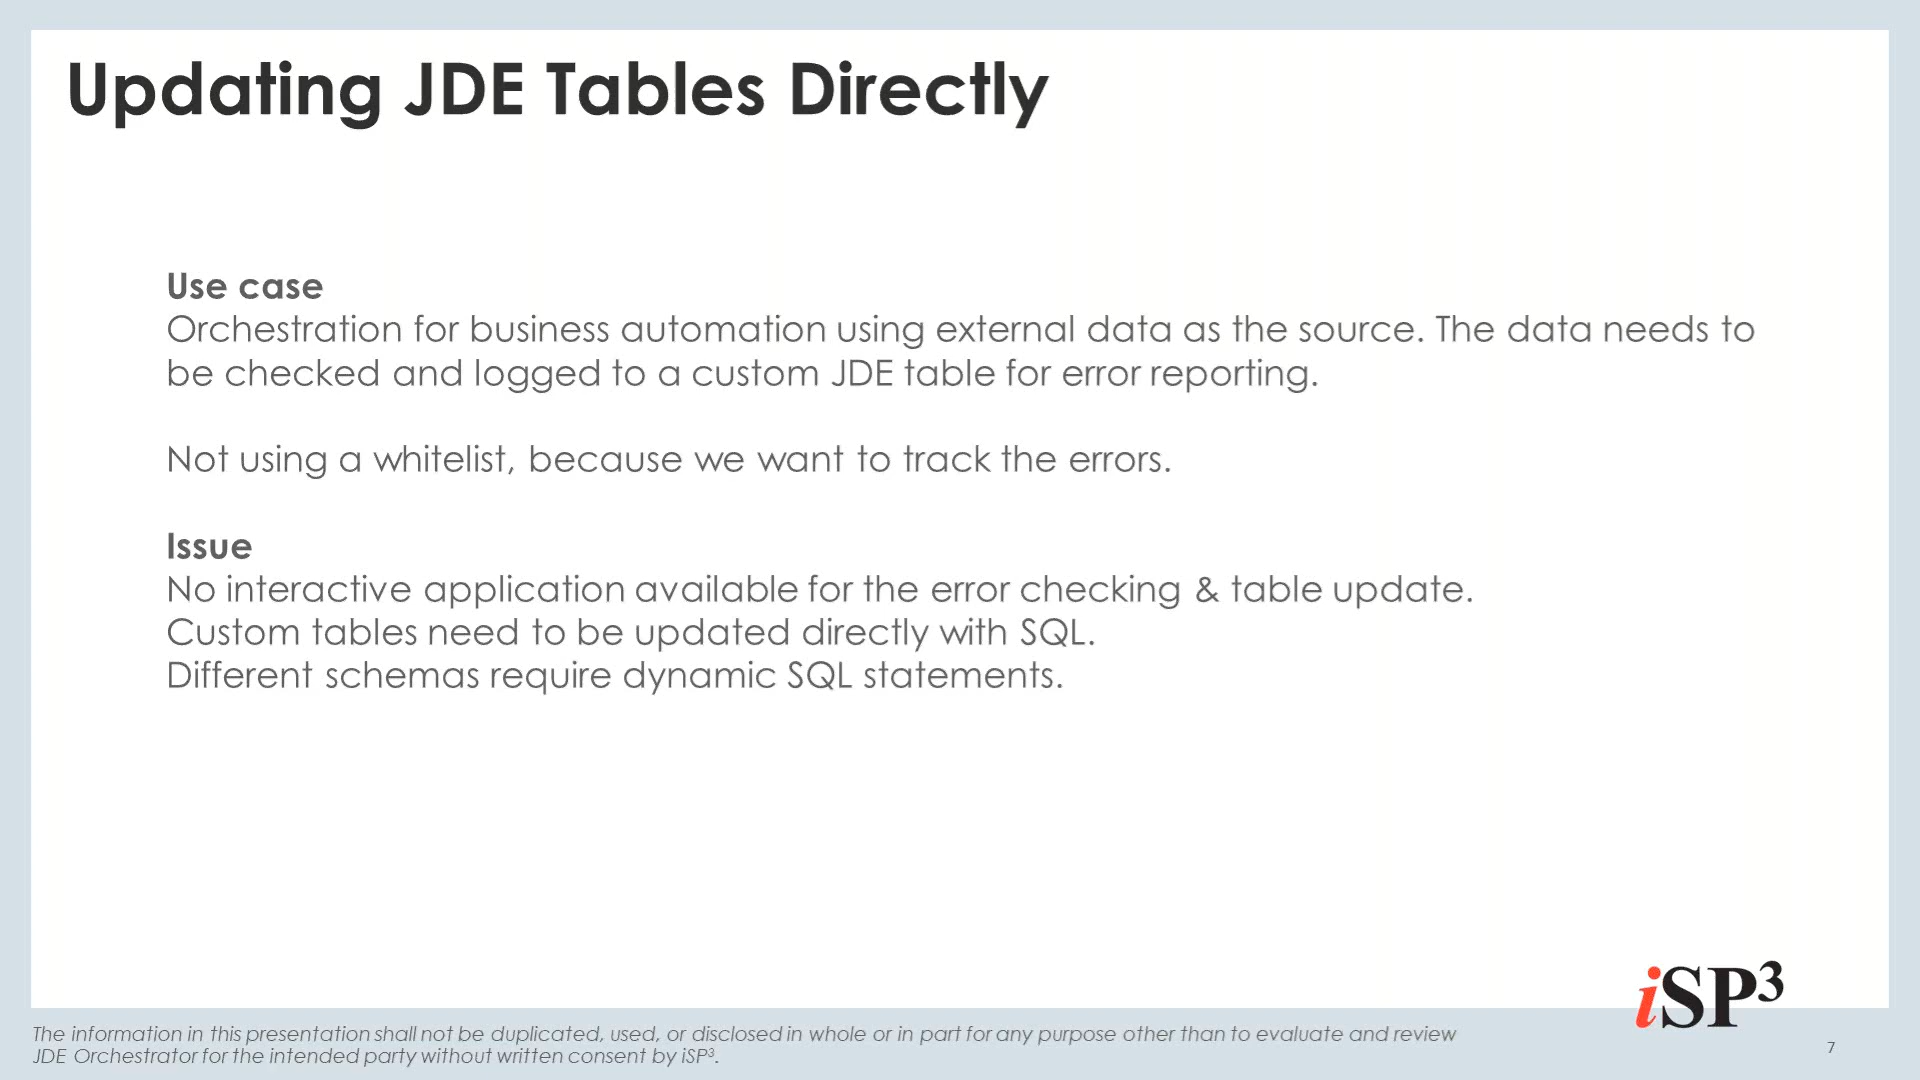 Updating JDE Tables Directly
Use case
Orchestration for business automation using external data as the source. The data needs to
be checked and logged to a custom JDE table for error reporting.
Not using a whitelist, because we want to track the errors.
Issue
No interactive application available for the error checking & table update.
Custom tables need to be updated directly with SQL.
Different schemas require dynamic SQL statements.
iSP³
The information in this presentation shall not be duplicated, used, or disclosed in whole or in part for any purpose other than to evaluate and review
JDE Orchestrator for the intended party without written consent by iSP³.
7